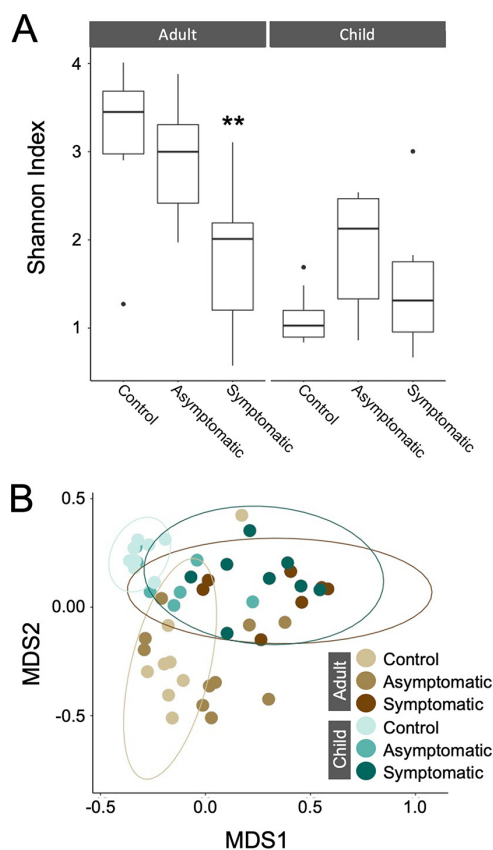 A
Adult Child
Shannon Index
4
3
2
1
**
Control Asymptomatic Symptomatic Control Asymptomatic Symptomatic
B
MDS2
0.5
0.00
-0.5
Adult
Control
Asymptomatic
Symptomatic
Child
Control
Asymptomatic
Symptomatic
-0.5 0.0 0.5 1.0
MDS1